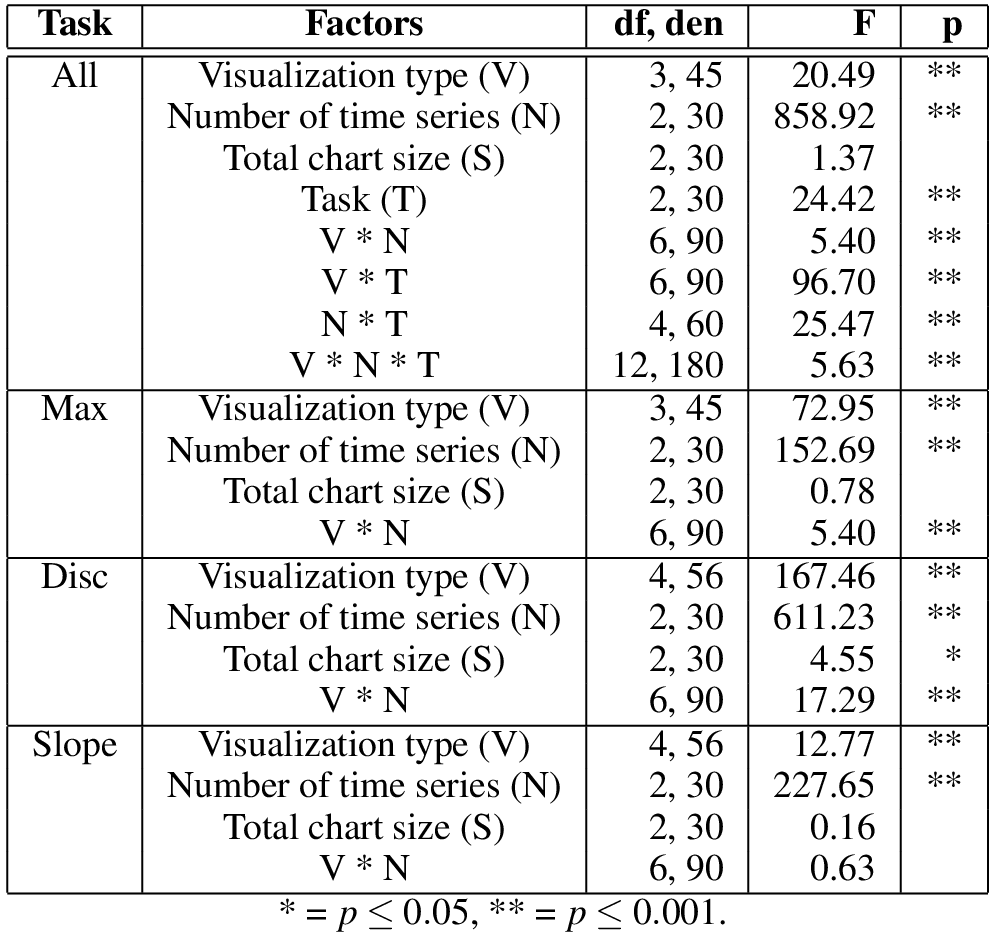 Task Factors df, den F p
All Visualization type (V) 3, 45 20.49 **
Number of time series (N) 2, 30 858.92 **
Total chart size (S) 2, 30 1.37
Task (T) 2, 30 24.42 **
V * N 6, 90 5.40 **
V * T 6, 90 96.70 **
N * T 4, 60 25.47 **
V * N * T 12, 180 5.63 **
Max Visualization type (V) 3, 45 72.95 **
Number of time series (N) 2, 30 152.69 **
Total chart size (S) 2, 30 0.78
V * N 6, 90 5.40 **
Disc Visualization type (V) 4, 56 167.46 **
Number of time series (N) 2, 30 611.23 **
Total chart size (S) 2, 30 4.55 *
V * N 6, 90 17.29 **
Slope Visualization type (V) 4, 56 12.77 **
Number of time series (N) 2, 30 227.65 **
Total chart size (S) 2, 30 0.16
V * N 6, 90 0.63
* = p ≤ 0.05, ** = p ≤ 0.001.